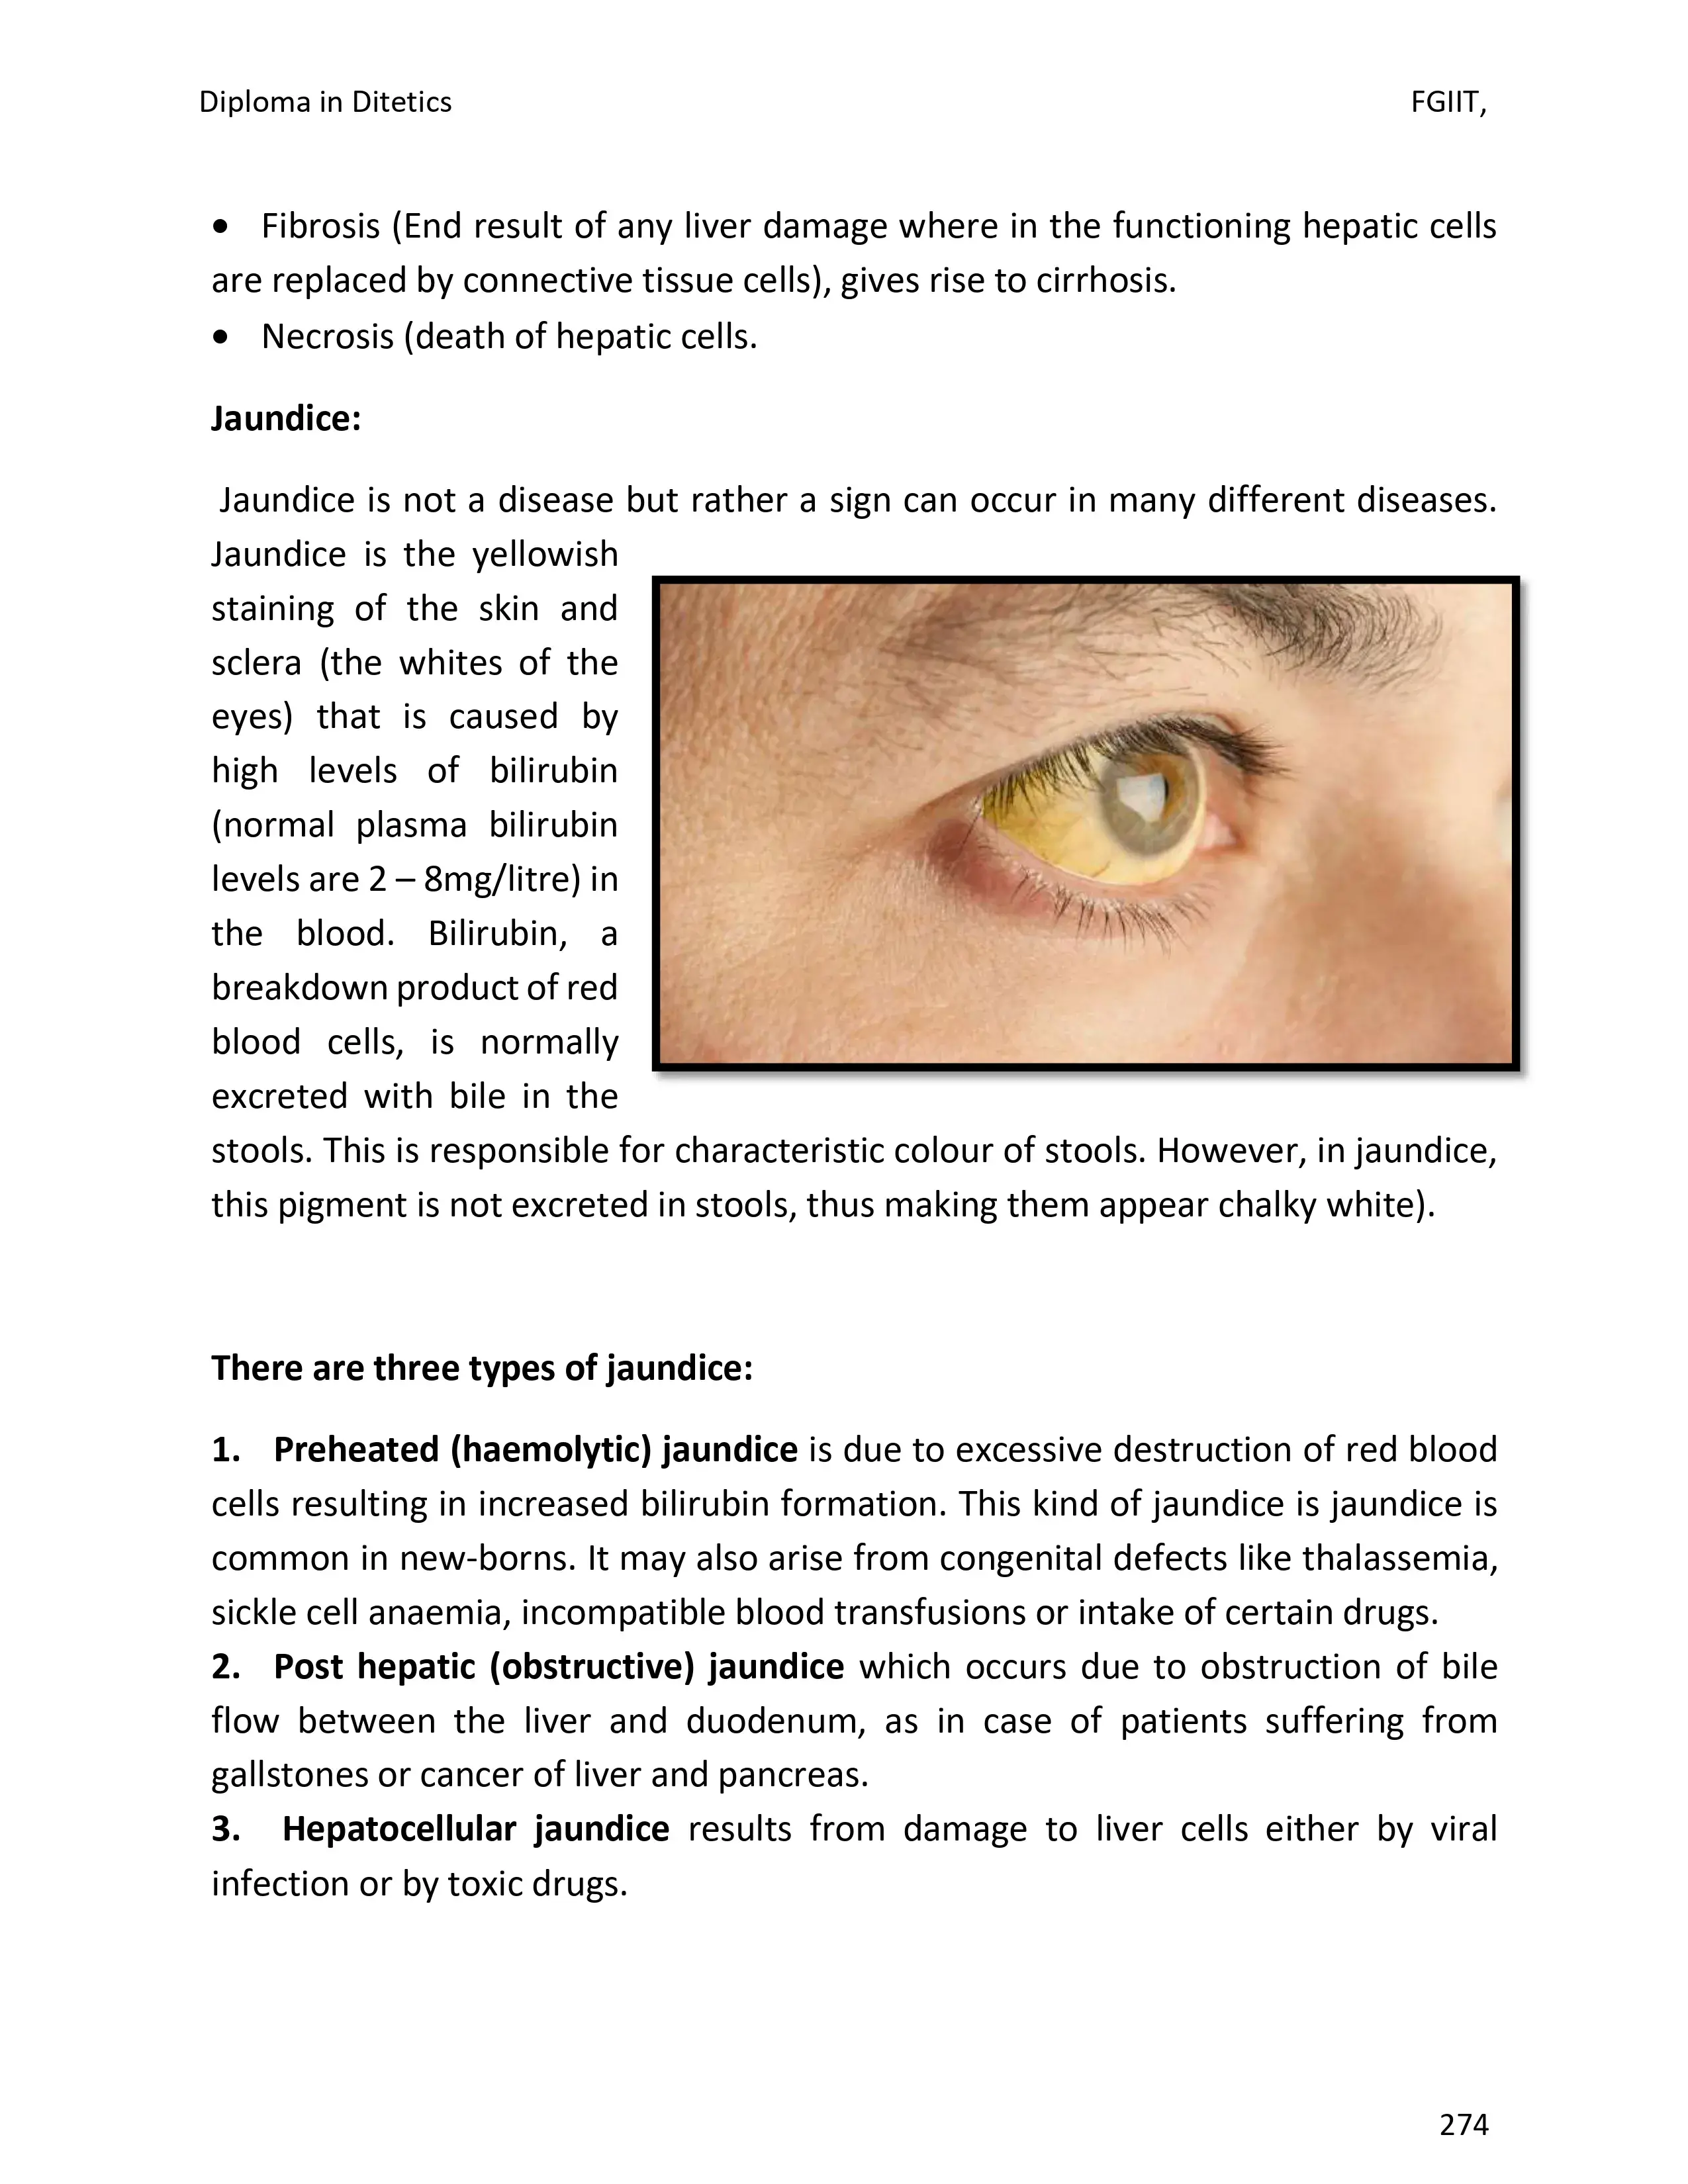 Diploma in Ditetics FGIIT,
• Fibrosis (End result of any liver damage where in the functioning hepatic cells
are replaced by connective tissue cells), gives rise to cirrhosis.
• Necrosis (death of hepatic cells.
Jaundice:
Jaundice is not a disease but rather a sign can occur in many different diseases.
Jaundice is the yellowish
staining of the skin and
sclera (the whites of the
eyes) that is caused by
high levels of bilirubin
(normal plasma bilirubin
levels are 2 – 8mg/litre) in
the blood. Bilirubin, a
breakdown product of red
blood cells, is normally
excreted with bile in the
stools. This is responsible for characteristic colour of stools. However, in jaundice,
this pigment is not excreted in stools, thus making them appear chalky white).
There are three types of jaundice:
1. Preheated (haemolytic) jaundice is due to excessive destruction of red blood
cells resulting in increased bilirubin formation. This kind of jaundice is jaundice is
common in new-borns. It may also arise from congenital defects like thalassemia,
sickle cell anaemia, incompatible blood transfusions or intake of certain drugs.
2. Post hepatic (obstructive) jaundice which occurs due to obstruction of bile
flow between the liver and duodenum, as in case of patients suffering from
gallstones or cancer of liver and pancreas.
3. Hepatocellular jaundice results from damage to liver cells either by viral
infection or by toxic drugs.
274